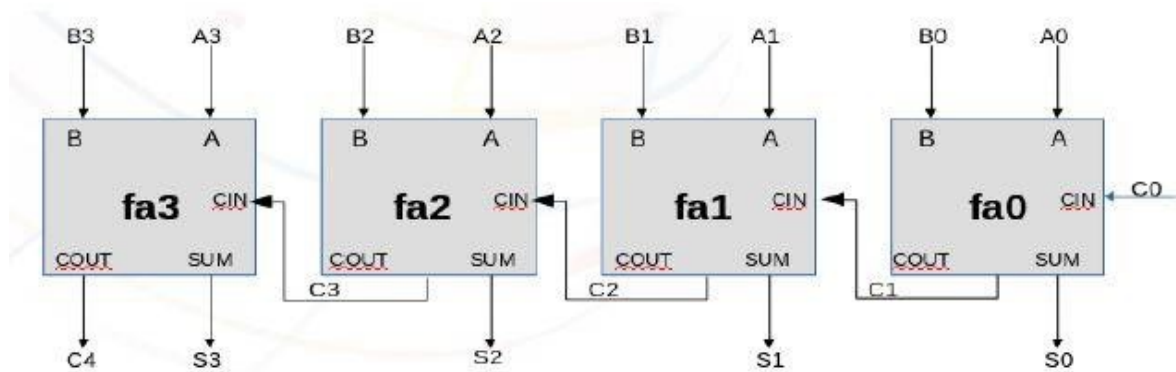 B3 A3 B2 A2 B1 A1 B0 A0
B A B A B A B A
fa3 CIN fa2 CIN fa1 CIN fa0 CIN C0
COUT SUM COUT SUM COUT SUM COUT SUM
C3 C2 C1
C4 S3 S2 S1 S0